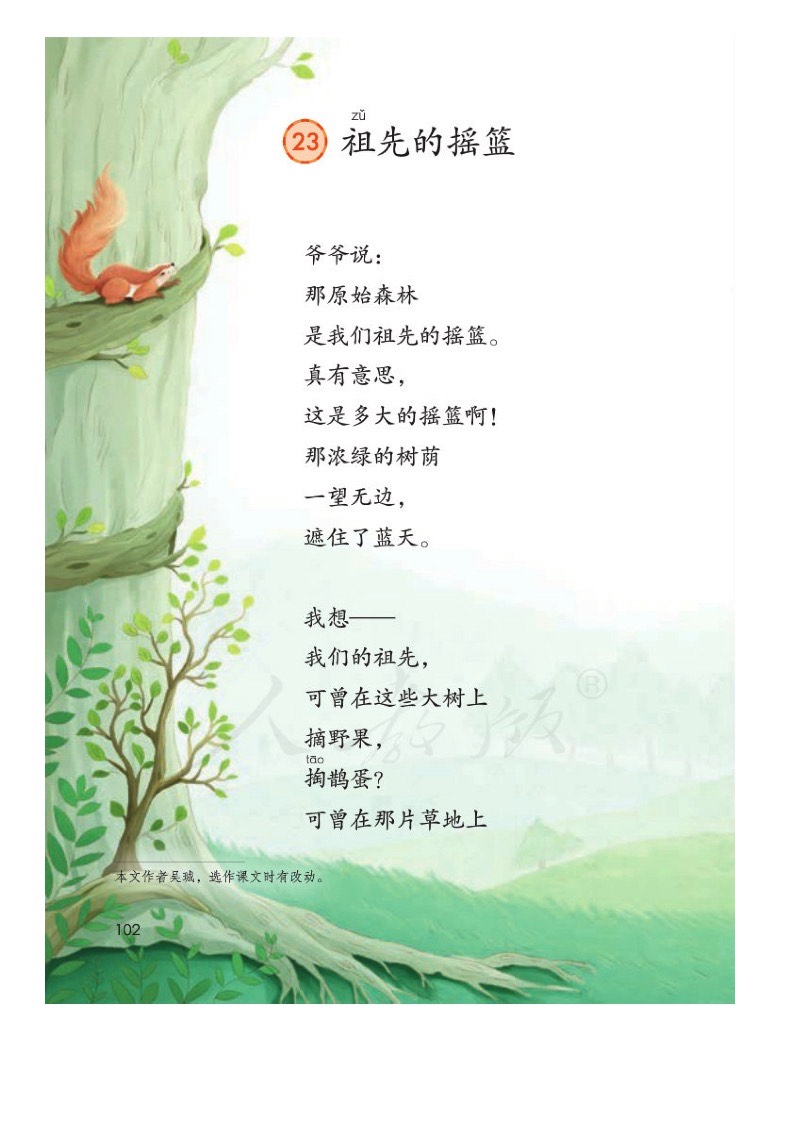 zǔ
23 祖先的摇篮
爷爷说：
那原始森林
是我们祖先的摇篮。
真有意思，
这是多大的摇篮啊！
那浓绿的树荫
一望无边，
遮住了蓝天。
我想——
我们的祖先，
可曾在这些大树上
摘野果，
tāo
掏鹊蛋？
可曾在那片草地上
人教版®
本文作者吴珹，选作课文时有改动。
102